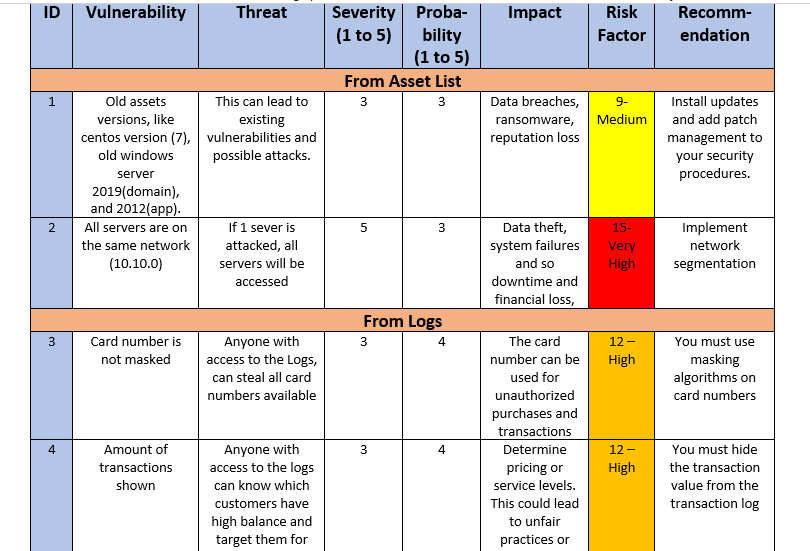 ID
Vulnerability
Threat
Severity
(1 to 5)
Proba-
bility
(1 to 5)
Impact
Risk
Factor
Recomm-
endation
From Asset List
1
Old assets
versions, like
centos version (7),
old windows
server
2019(domain),
and 2012(app).
This can lead to
existing
vulnerabilities and
possible attacks.
3
3
Data breaches,
ransomware,
reputation loss
9-
Medium
Install updates
and add patch
management to
your security
procedures.
2
All servers are on
the same network
(10.10.0)
If 1 sever is
attacked, all
servers will be
accessed
5
3
Data theft,
system failures
and so
downtime and
financial loss,
15-
Very
High
Implement
network
segmentation
From Logs
3
Card number is
not masked
Anyone with
access to the Logs,
can steal all card
numbers available
3
4
The card
number can be
used for
unauthorized
purchases and
transactions
12 –
High
You must use
masking
algorithms on
card numbers
4
Amount of
transactions
shown
Anyone with
access to the logs
can know which
customers have
high balance and
target them for
3
4
Determine
pricing or
service levels.
This could lead
to unfair
practices or
12 –
High
You must hide
the transaction
value from the
transaction log